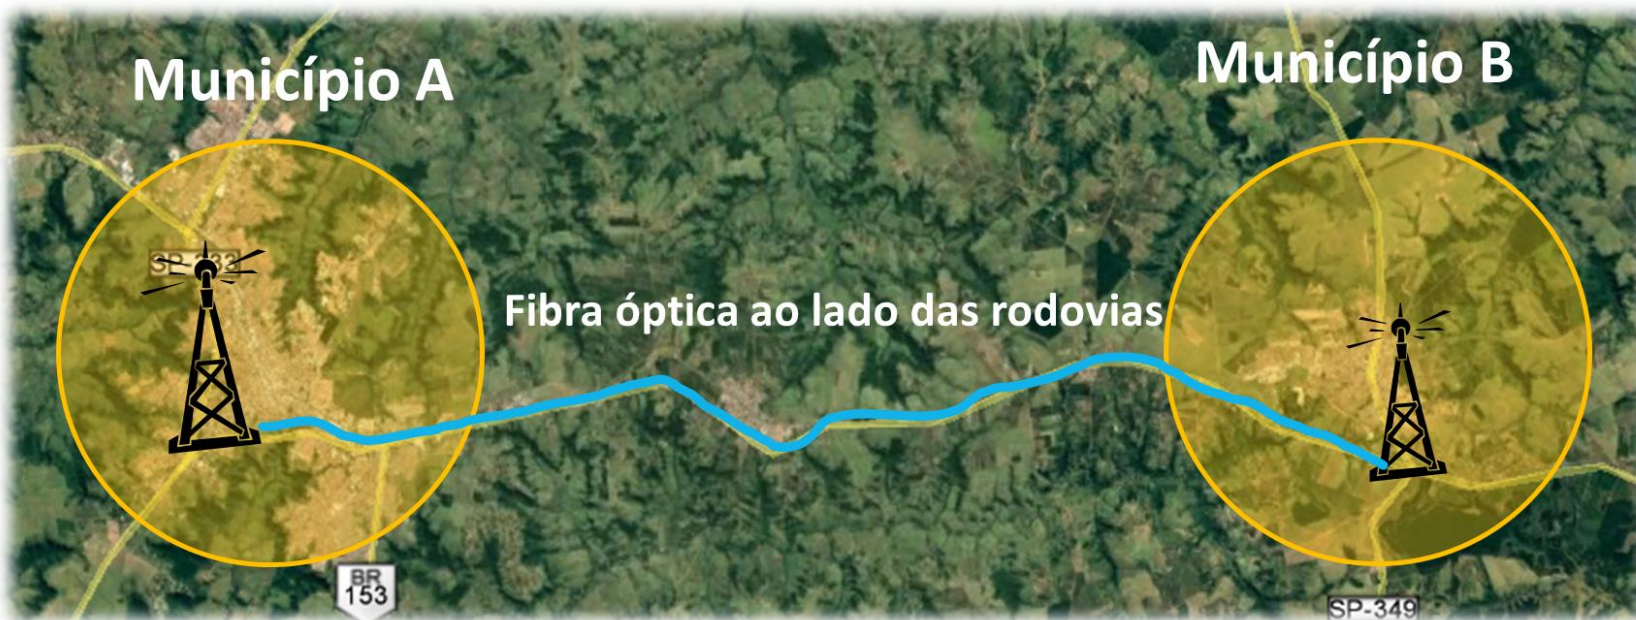 Município A
Município B
Fibra óptica ao lado das rodovias
BR
153
SP-349